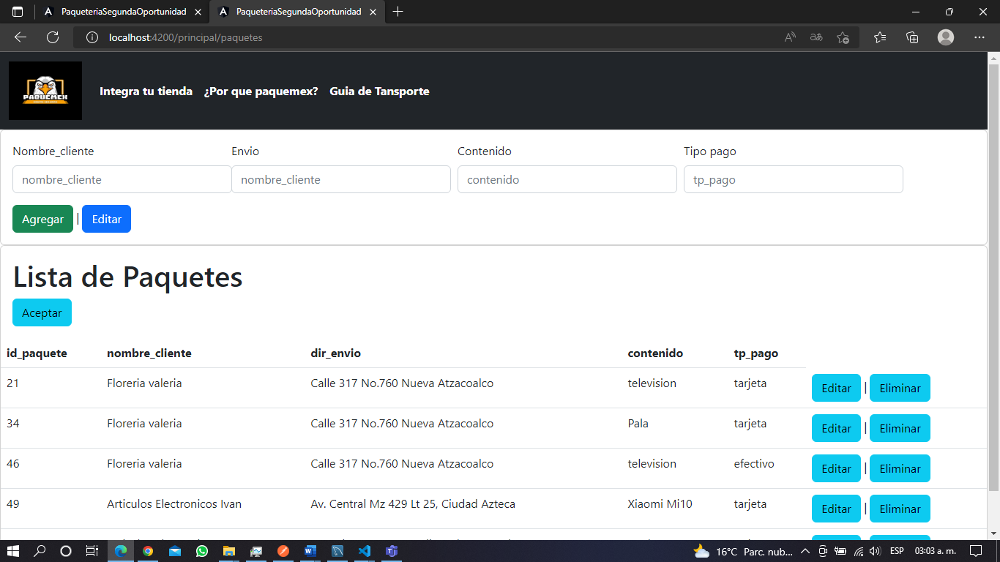 PaqueteriaSegundaOportunidad PaqueteriaSegundaOportunidad
localhost:4200/principal/paquetes
PAQUEMEX
Integra tu tienda ¿Por que paquemex? Guia de Tansporte
Nombre_cliente Envio Contenido Tipo pago
nombre_cliente nombre_cliente contenido tp_pago
Agregar | Editar
Lista de Paquetes
Aceptar
id_paquete nombre_cliente dir_envio contenido tp_pago
21 Floreria valeria Calle 317 No.760 Nueva Atzacoalco television tarjeta Editar | Eliminar
34 Floreria valeria Calle 317 No.760 Nueva Atzacoalco Pala tarjeta Editar | Eliminar
46 Floreria valeria Calle 317 No.760 Nueva Atzacoalco television efectivo Editar | Eliminar
49 Articulos Electronicos Ivan Av. Central Mz 429 Lt 25, Ciudad Azteca Xiaomi Mi10 tarjeta Editar | Eliminar
16°C Parc. nub... ESP 03:03 a. m.